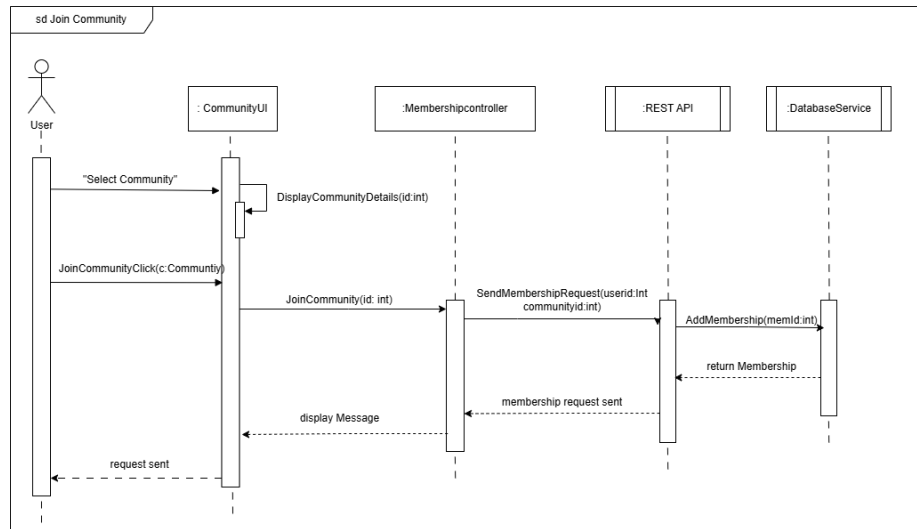 sd Join Community
User
: CommunityUI
:Membershipcontroller
:REST API
:DatabaseService
"Select Community"
DisplayCommunityDetails(id:int)
JoinCommunityClick(c:Communtiy)
JoinCommunity(id: int)
SendMembershipRequest(userid:Int
communityid:int)
AddMembership(memId:int)
return Membership
membership request sent
display Message
request sent